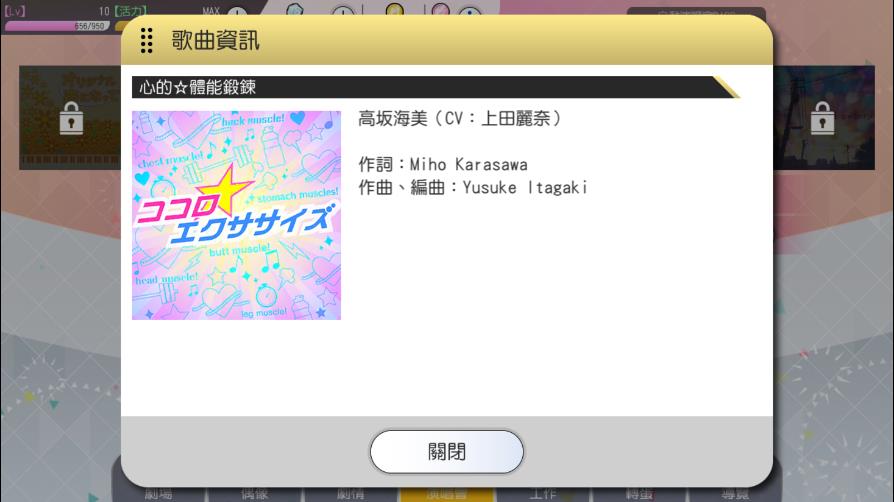 【Lv】 10 【活力】 MAX
656/950
歌曲資訊
心的☆體能鍛鍊
高坂海美（CV：上田麗奈）
作詞：Miho Karasawa
作曲、編曲：Yusuke Itagaki
back muscle!
chest muscle!
stomach muscles!
ココロ★
エクササイズ
butt muscle!
head muscle!
leg muscle!
關閉
劇場 偶像 劇情 演唱會 工作 轉蛋 導覽